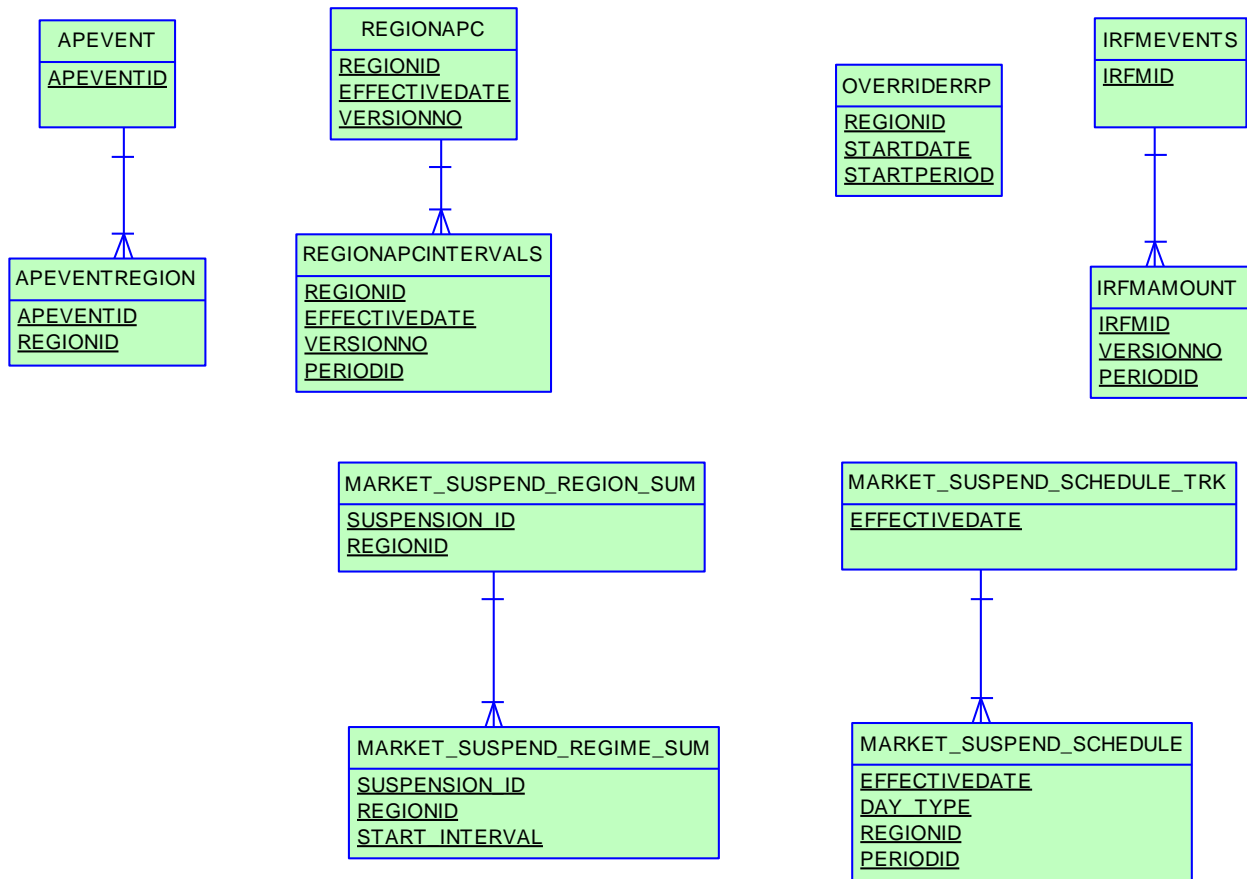 APEVENT
APEVENTID
REGIONAPC
REGIONID
EFFECTIVEDATE
VERSIONNO
OVERRIDERRP
REGIONID
STARTDATE
STARTPERIOD
IRFMEVENTS
IRFMID
APEVENTREGION
APEVENTID
REGIONID
REGIONAPCINTERVALS
REGIONID
EFFECTIVEDATE
VERSIONNO
PERIODID
IRFMAMOUNT
IRFMID
VERSIONNO
PERIODID
MARKET_SUSPEND_REGION_SUM
SUSPENSION_ID
REGIONID
MARKET_SUSPEND_SCHEDULE_TRK
EFFECTIVEDATE
MARKET_SUSPEND_REGIME_SUM
SUSPENSION_ID
REGIONID
START_INTERVAL
MARKET_SUSPEND_SCHEDULE
EFFECTIVEDATE
DAY_TYPE
REGIONID
PERIODID